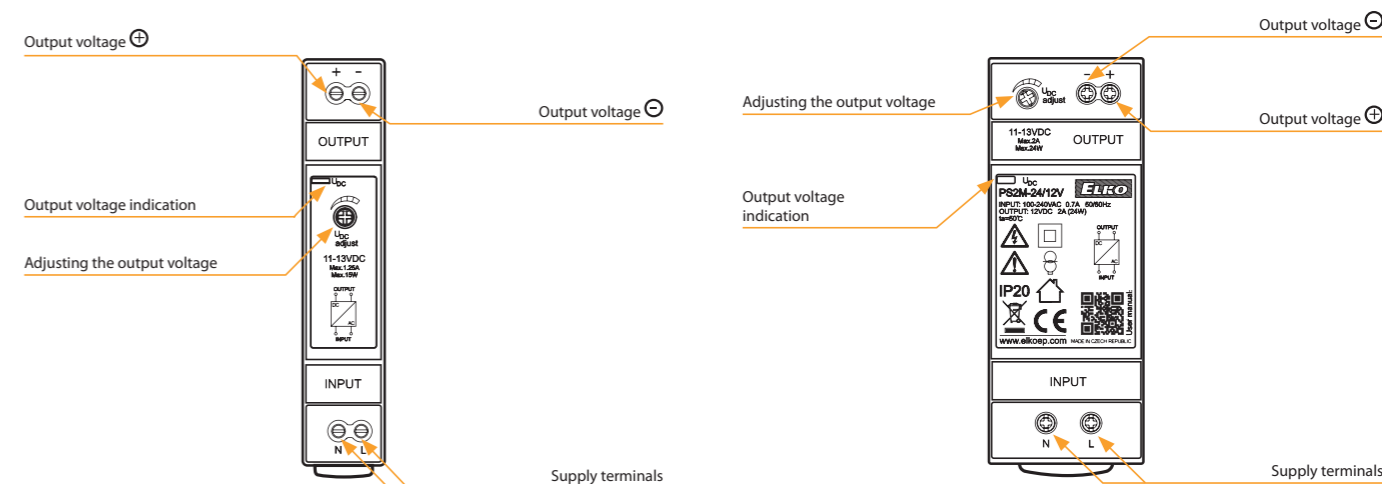 Output voltage ⊕
+ -
Output voltage ⊖
OUTPUT
UDC
Output voltage indication
UDC
adjust
Adjusting the output voltage
11-13VDC
Max.1.25A
Max.15W
OUTPUT
DC
AC
INPUT
INPUT
N L
Supply terminals
Output voltage ⊖
- +
Adjusting the output voltage
UDC
adjust
Output voltage ⊕
11-13VDC
Max.2A
Max.24W
OUTPUT
Output voltage
indication
UDC
PS2M-24/12V
ELKO
INPUT: 100-240VAC 0.7A 50/60Hz
OUTPUT: 12VDC 2A (24W)
ta=50°C
OUTPUT
DC
AC
INPUT
IP20
CE
User manual:
www.elkoep.com MADE IN CZECH REPUBLIC
INPUT
N L
Supply terminals